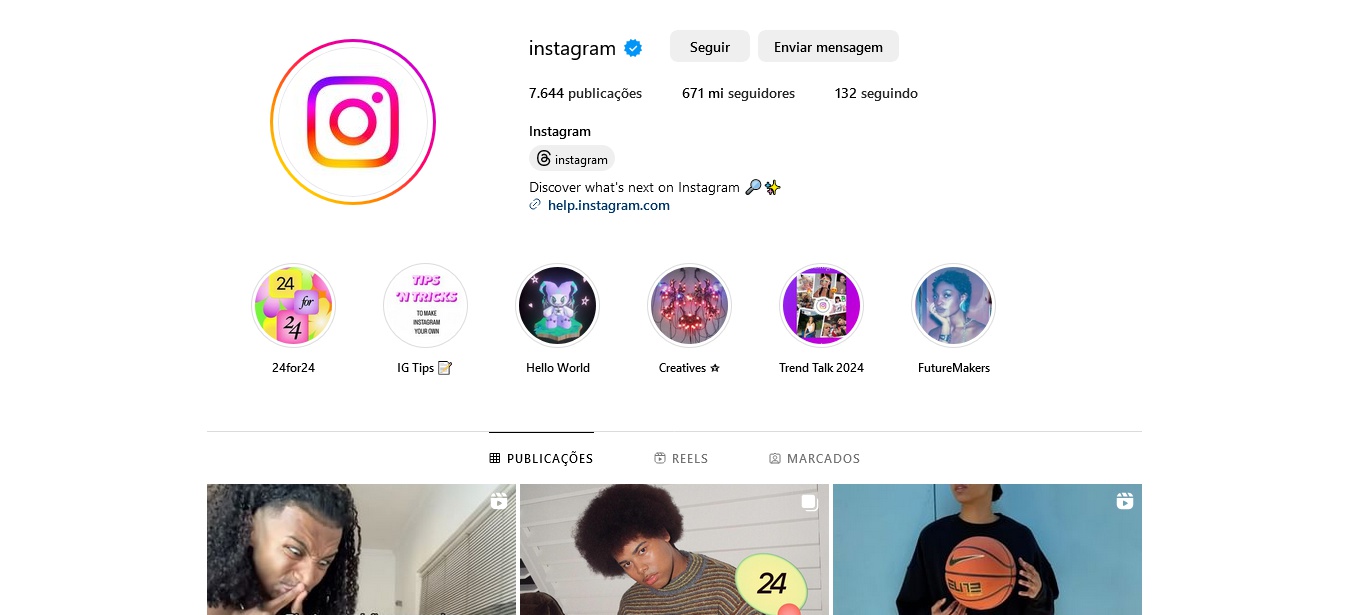 instagram
Seguir
Enviar mensagem
7.644 publicações
671 mi seguidores
132 seguindo
Instagram
instagram
Discover what's next on Instagram 🔎✨
help.instagram.com
24
for
24
TIPS
'N TRICKS
TO MAKE
INSTAGRAM
YOUR OWN
24for24
IG Tips 📝
Hello World
Creatives ⭐︎
Trend Talk 2024
FutureMakers
PUBLICAÇÕES
REELS
MARCADOS
24
ELITE